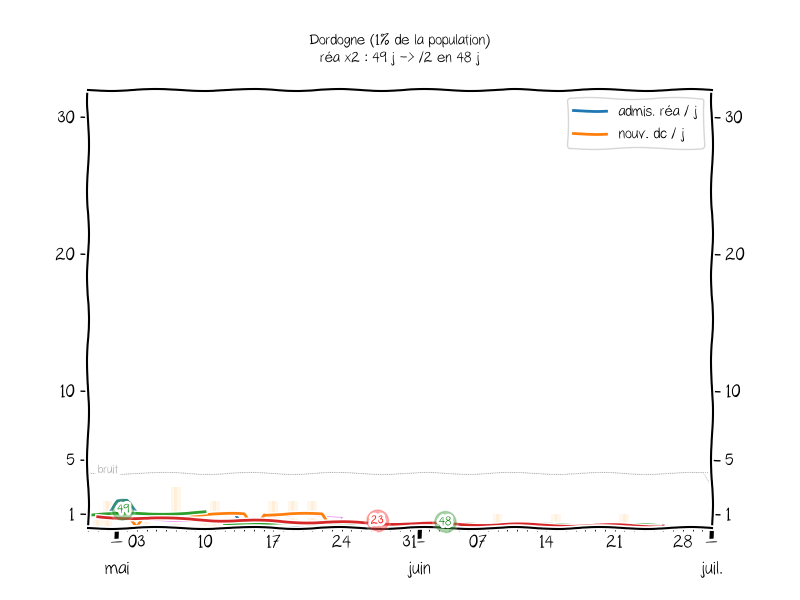 Dordogne (1% de la population)
réa x2 : 49 j -> /2 en 48 j
admis. réa / j
nouv. dc / j
30
30
20
20
10
10
5
5
bruit
1
1
49
23
48
03
10
17
24
31
07
14
21
28
mai
juin
juil.